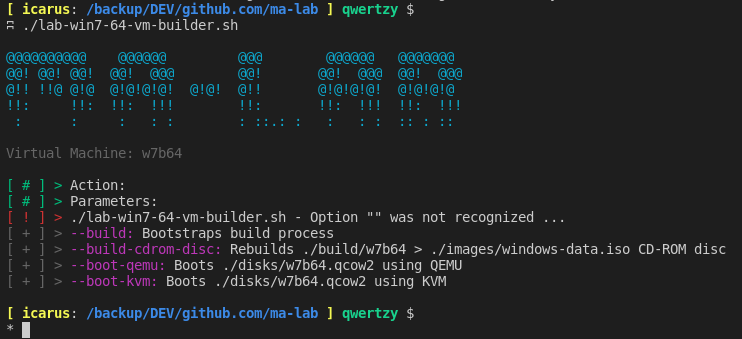 [ icarus: /backup/DEV/github.com/ma-lab ] qwertzy $
./lab-win7-64-vm-builder.sh
@@@@@@@@@@    @@@@@@         @@@        @@@@@@   @@@@@@@
@@! @@! @@!  @@!  @@@        @@!       @@!  @@@  @@!  @@@
@!! !!@ @!@  @!@!@!@!  @!@!  @!!       @!@!@!@!  @!@!@!@
!!:     !!:  !!:  !!!        !!:       !!:  !!!  !!:  !!!
 :      :     :   : :        : ::.: :   :   : :  :: : ::
Virtual Machine: w7b64
[ # ] > Action:
[ # ] > Parameters:
[ ! ] > ./lab-win7-64-vm-builder.sh - Option "" was not recognized ...
[ + ] > --build: Bootstraps build process
[ + ] > --build-cdrom-disc: Rebuilds ./build/w7b64 > ./images/windows-data.iso CD-ROM disc
[ + ] > --boot-qemu: Boots ./disks/w7b64.qcow2 using QEMU
[ + ] > --boot-kvm: Boots ./disks/w7b64.qcow2 using KVM
[ icarus: /backup/DEV/github.com/ma-lab ] qwertzy $
*